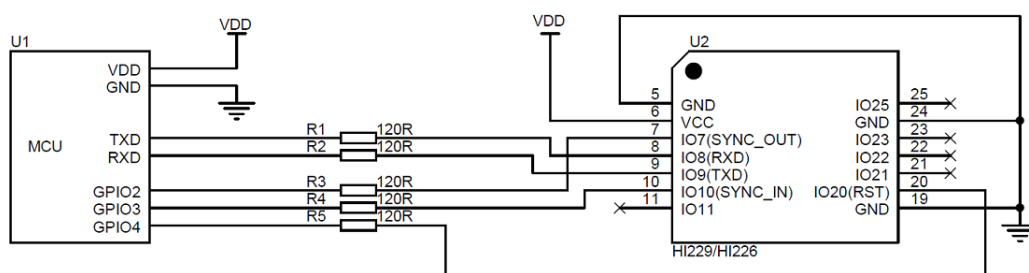 VDD
VDD
U1
U2
VDD
GND
MCU
TXD
RXD
GPIO2
GPIO3
GPIO4
R1 120R
R2 120R
R3 120R
R4 120R
R5 120R
5 GND
6 VCC
7 IO7(SYNC_OUT)
8 IO8(RXD)
9 IO9(TXD)
10 IO10(SYNC_IN)
11 IO11
IO25 25
GND 24
IO23 23
IO22 22
IO21 21
IO20(RST) 20
GND 19
HI229/HI226